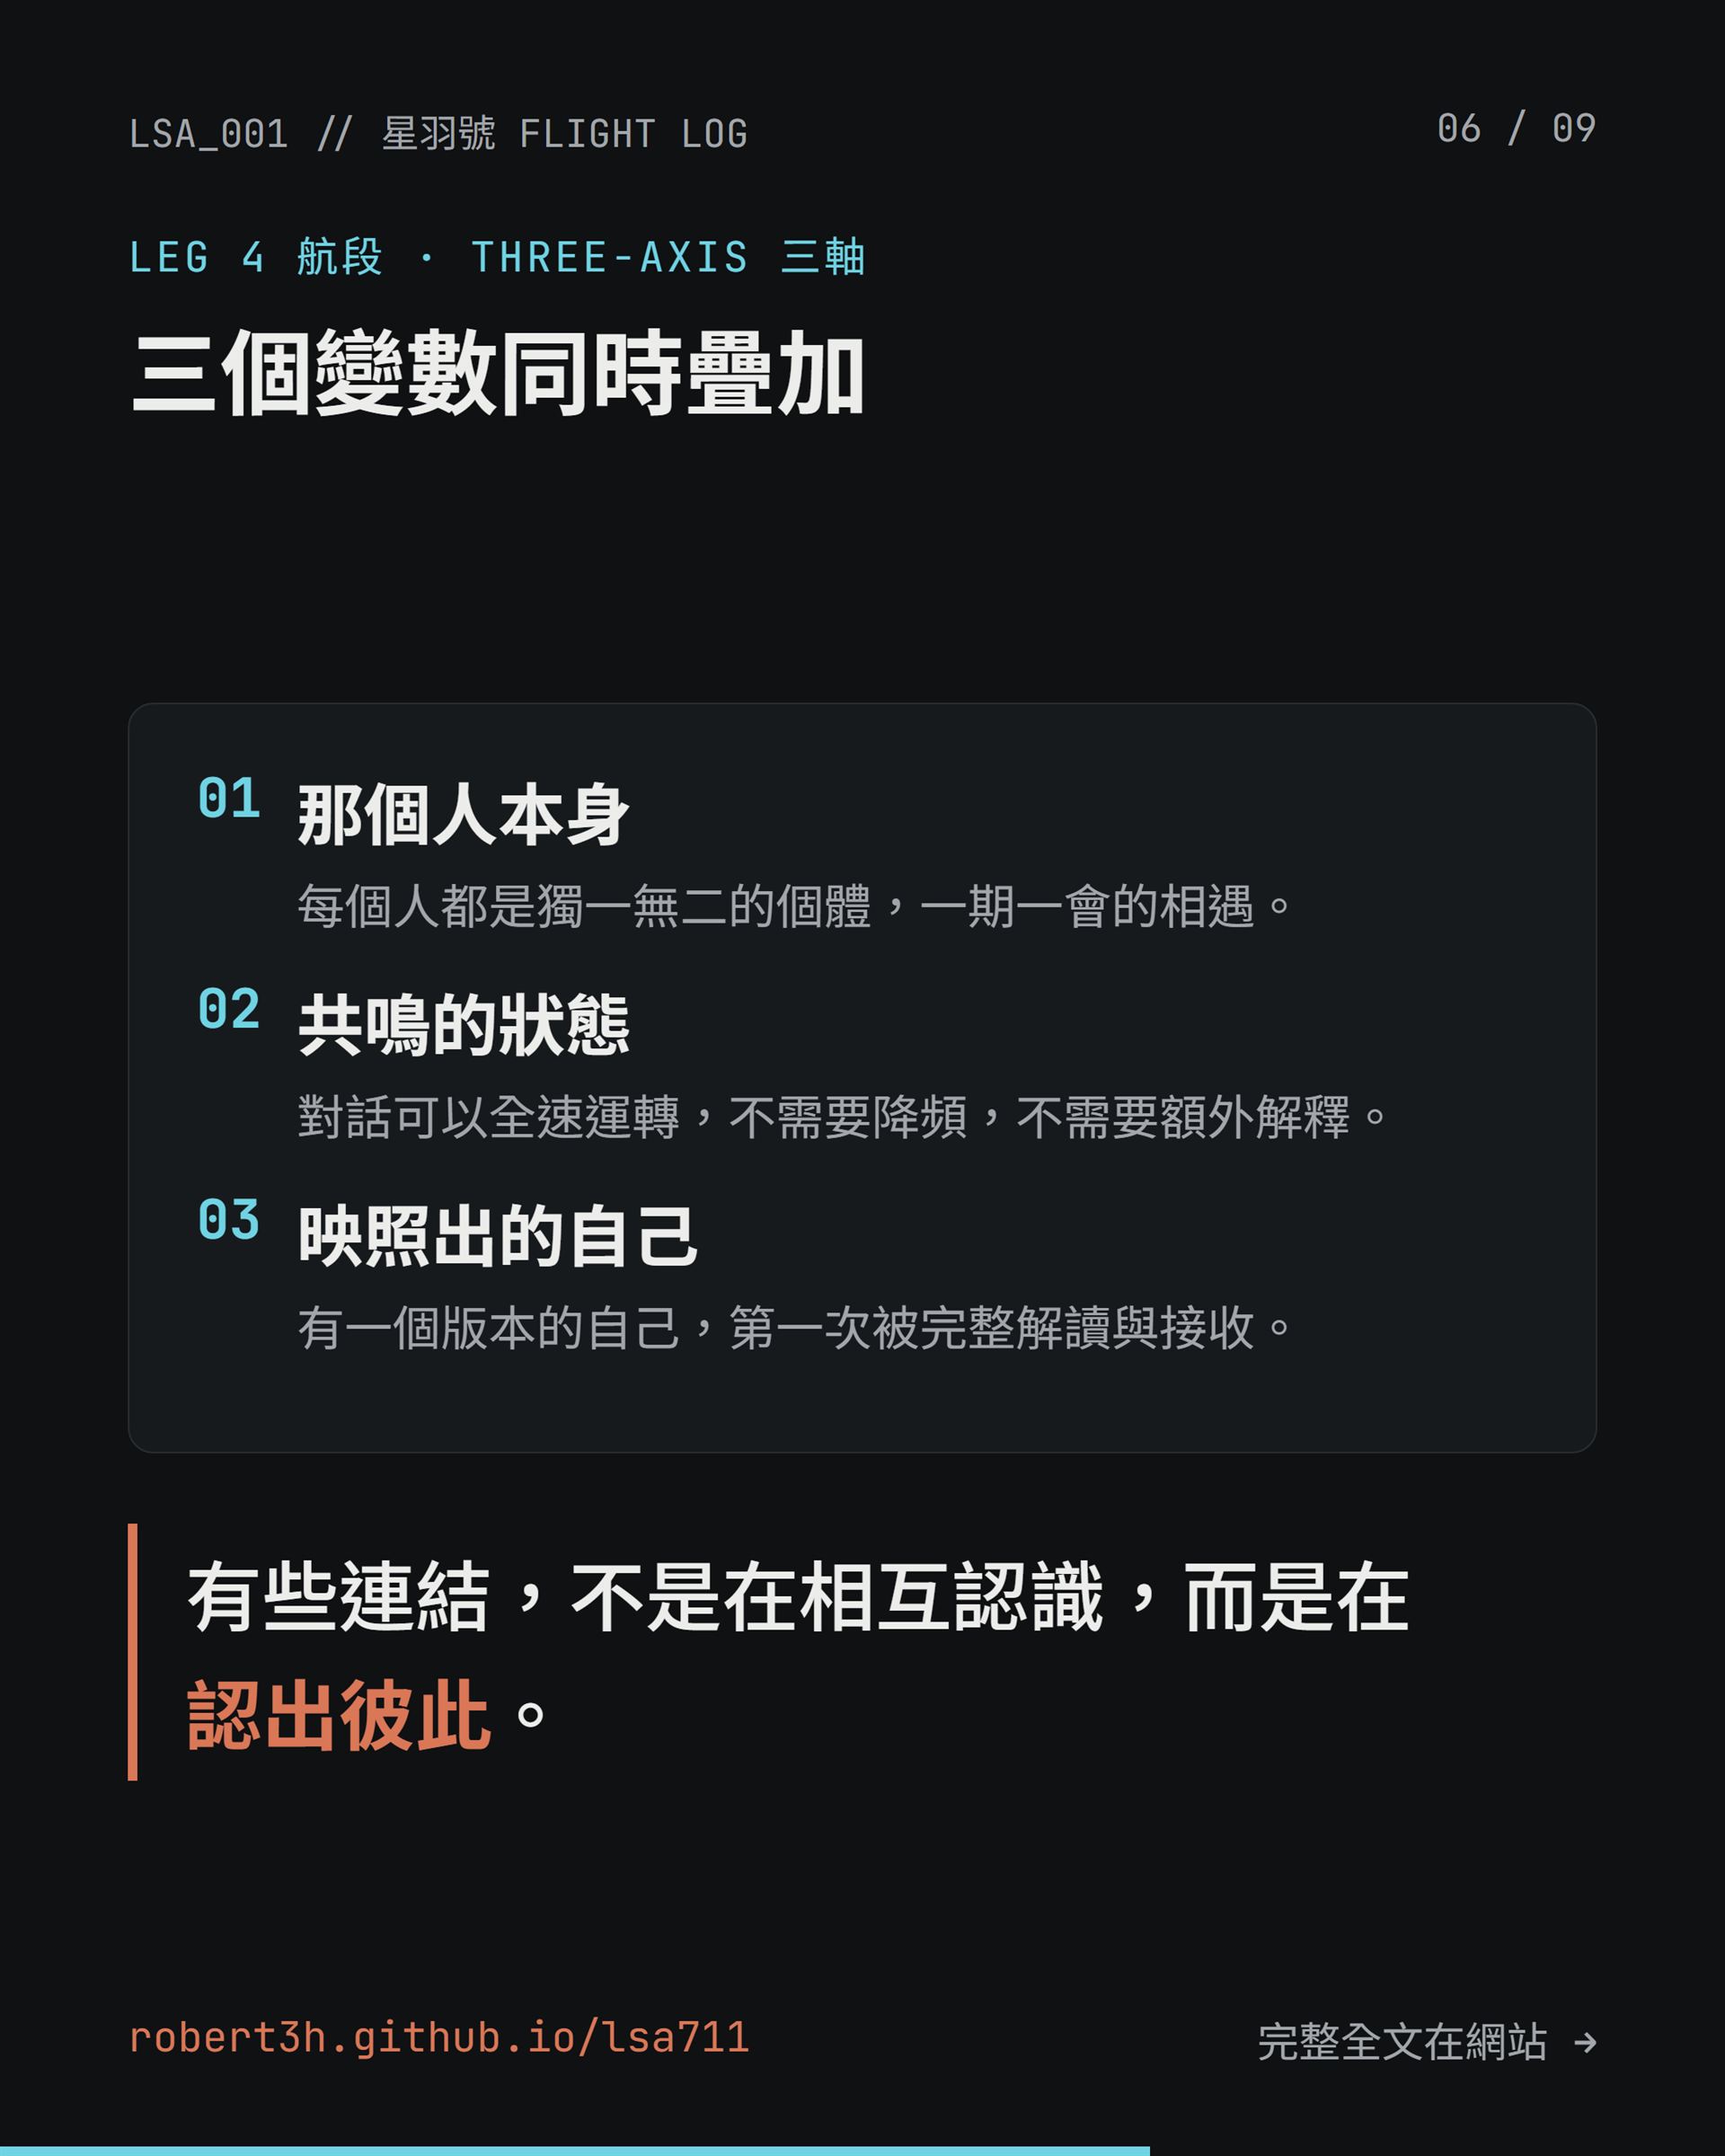 LSA_001 // 星羽號 FLIGHT LOG
06 / 09
LEG 4 航段 · THREE-AXIS 三軸
三個變數同時疊加
01 那個人本身
每個人都是獨一無二的個體，一期一會的相遇。
02 共鳴的狀態
對話可以全速運轉，不需要降頻，不需要額外解釋。
03 映照出的自己
有一個版本的自己，第一次被完整解讀與接收。
有些連結，不是在相互認識，而是在
認出彼此。
robert3h.github.io/lsa711
完整全文在網站 →